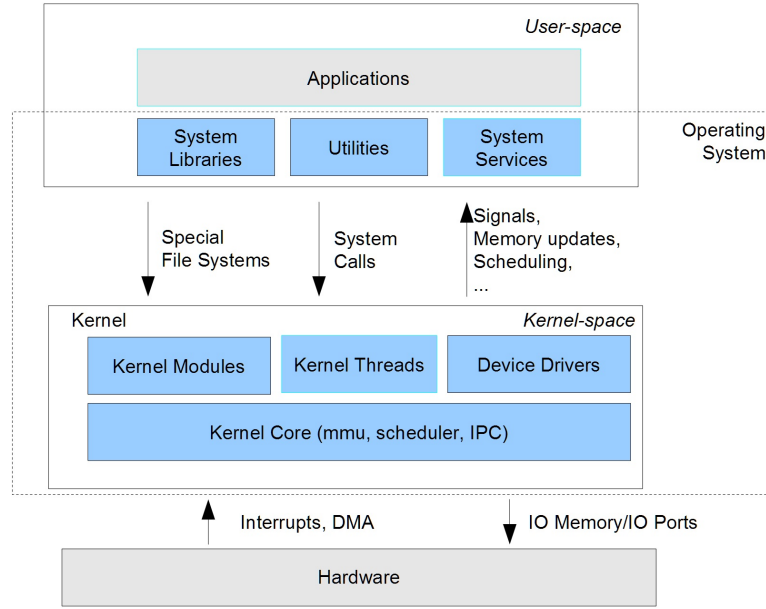 User-space
Applications
Operating
System
System
Libraries
Utilities
System
Services
Special
File Systems
System
Calls
Signals,
Memory updates,
Scheduling,
...
Kernel
Kernel-space
Kernel Modules
Kernel Threads
Device Drivers
Kernel Core (mmu, scheduler, IPC)
Interrupts, DMA
IO Memory/IO Ports
Hardware